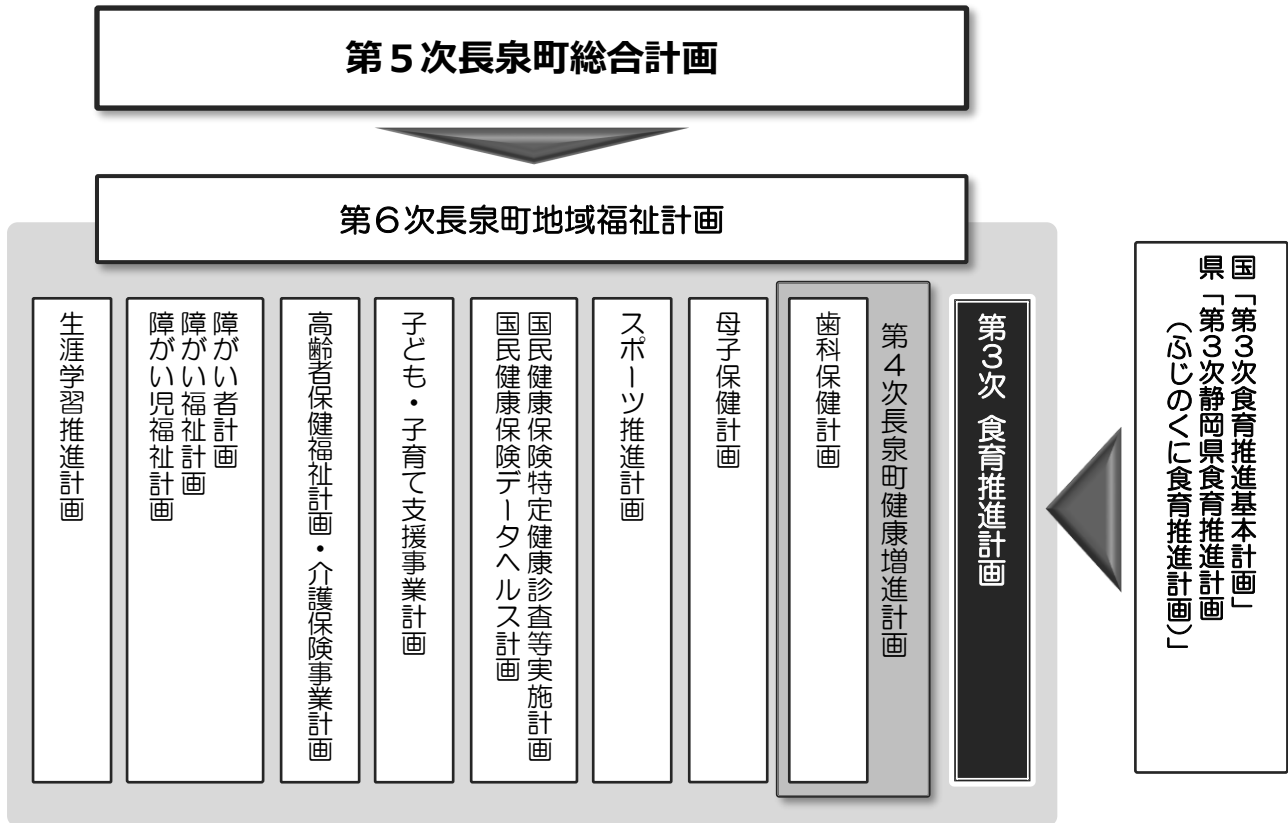 第5次長泉町総合計画
第6次長泉町地域福祉計画
国「第3次食育推進基本計画」
県「第3次静岡県食育推進計画
（ふじのくに食育推進計画）」
第3次 食育推進計画
第4次長泉町健康増進計画
歯科保健計画
母子保健計画
スポーツ推進計画
国民健康保険特定健康診査等実施計画
国民健康保険データヘルス計画
子ども・子育て支援事業計画
高齢者保健福祉計画・介護保険事業計画
障がい者計画
障がい福祉計画
障がい児福祉計画
生涯学習推進計画